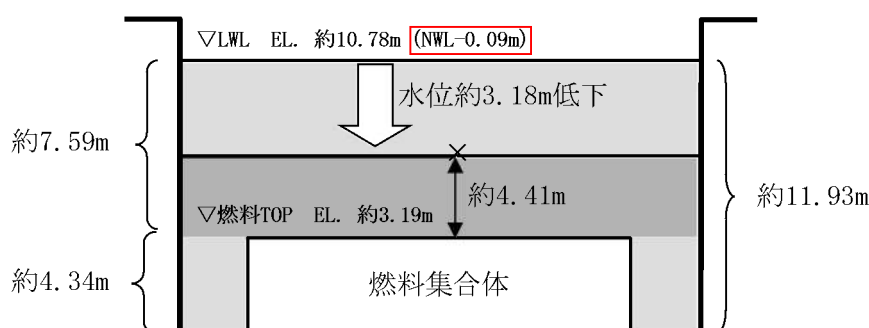 ▽LWL EL. 約10.78m (NWL-0.09m)
水位約3.18m低下
約7.59m
約4.41m
約11.93m
▽燃料TOP EL. 約3.19m
約4.34m
燃料集合体